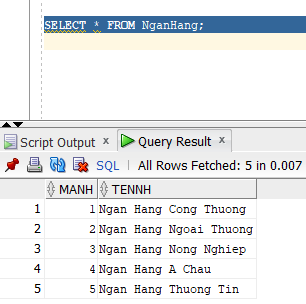 SELECT * FROM NganHang;
Script Output x Query Result x
SQL | All Rows Fetched: 5 in 0.007
MANH TENNH
1 1 Ngan Hang Cong Thuong
2 2 Ngan Hang Ngoai Thuong
3 3 Ngan Hang Nong Nghiep
4 4 Ngan Hang A Chau
5 5 Ngan Hang Thuong Tin